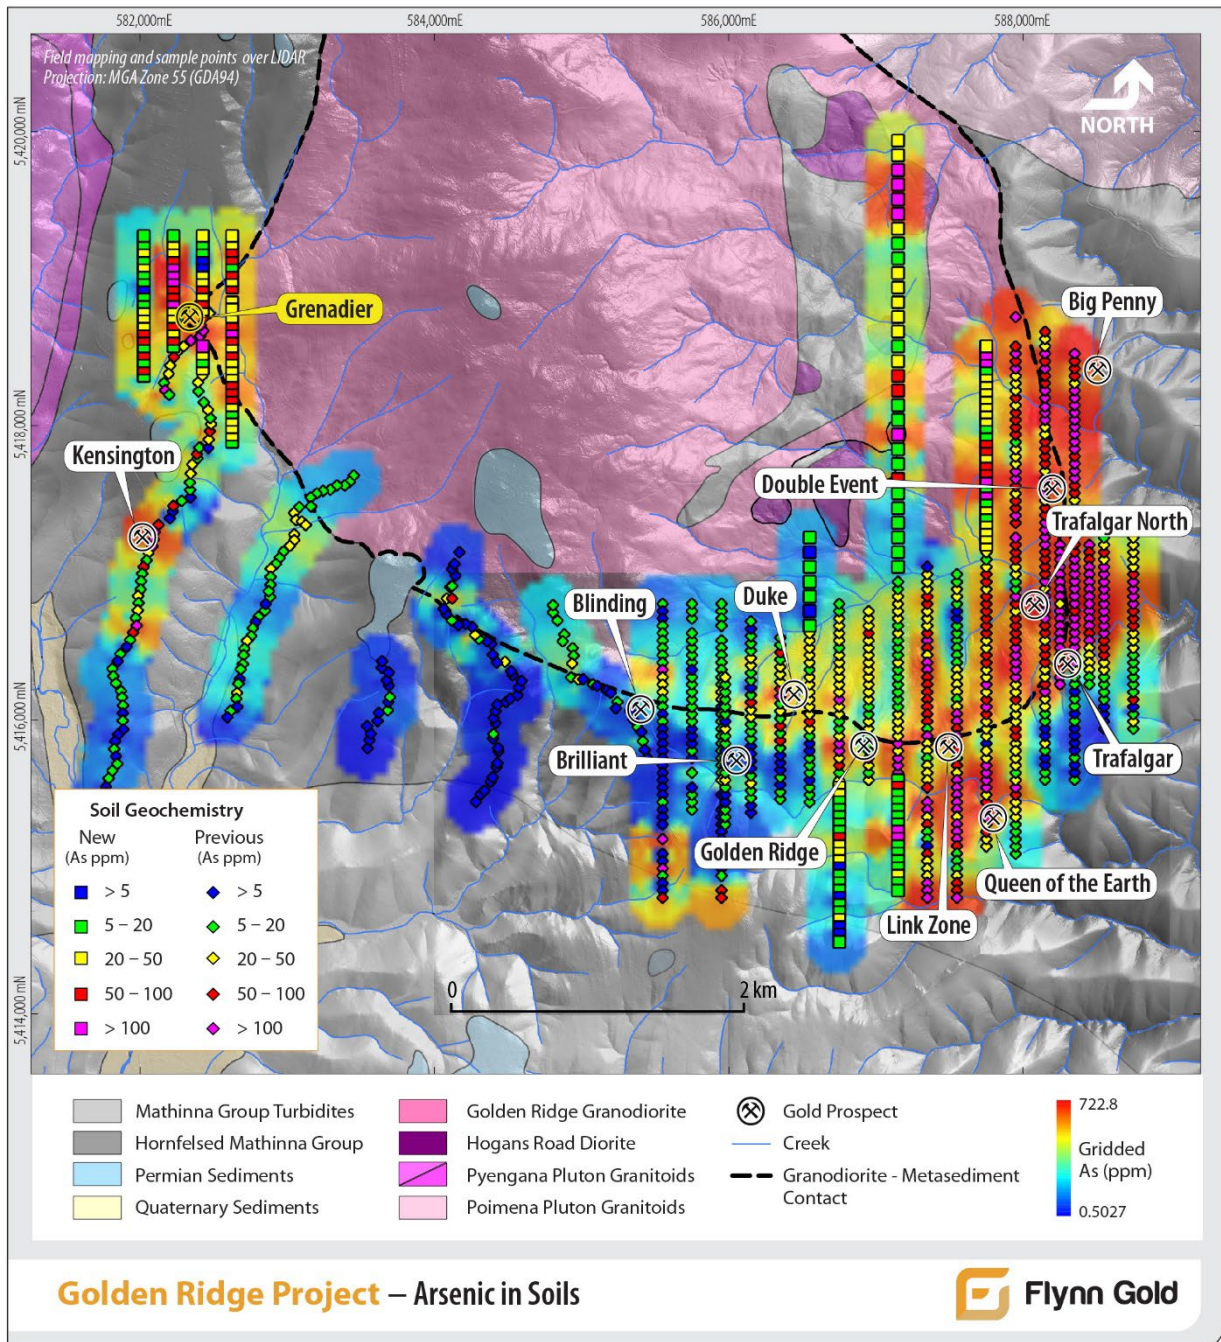 582,000mE
584,000mE
586,000mE
588,000mE
Field mapping and sample points over LIDAR
Projection: MGA Zone 55 (GDA94)
NORTH
5,420,000 mN
5,418,000 mN
5,416,000 mN
5,414,000 mN
Grenadier
Big Penny
Kensington
Double Event
Trafalgar North
Blinding
Duke
Brilliant
Trafalgar
Golden Ridge
Queen of the Earth
Link Zone
0
2 km
Soil Geochemistry
New Previous
(As ppm) (As ppm)
> 5 > 5
5 – 20 5 – 20
20 – 50 20 – 50
50 – 100 50 – 100
> 100 > 100
Mathinna Group Turbidites
Hornfelsed Mathinna Group
Permian Sediments
Quaternary Sediments
Golden Ridge Granodiorite
Hogans Road Diorite
Pyengana Pluton Granitoids
Poimena Pluton Granitoids
Gold Prospect
Creek
Granodiorite - Metasediment
Contact
722.8
Gridded
As (ppm)
0.5027
Golden Ridge Project – Arsenic in Soils
Flynn Gold